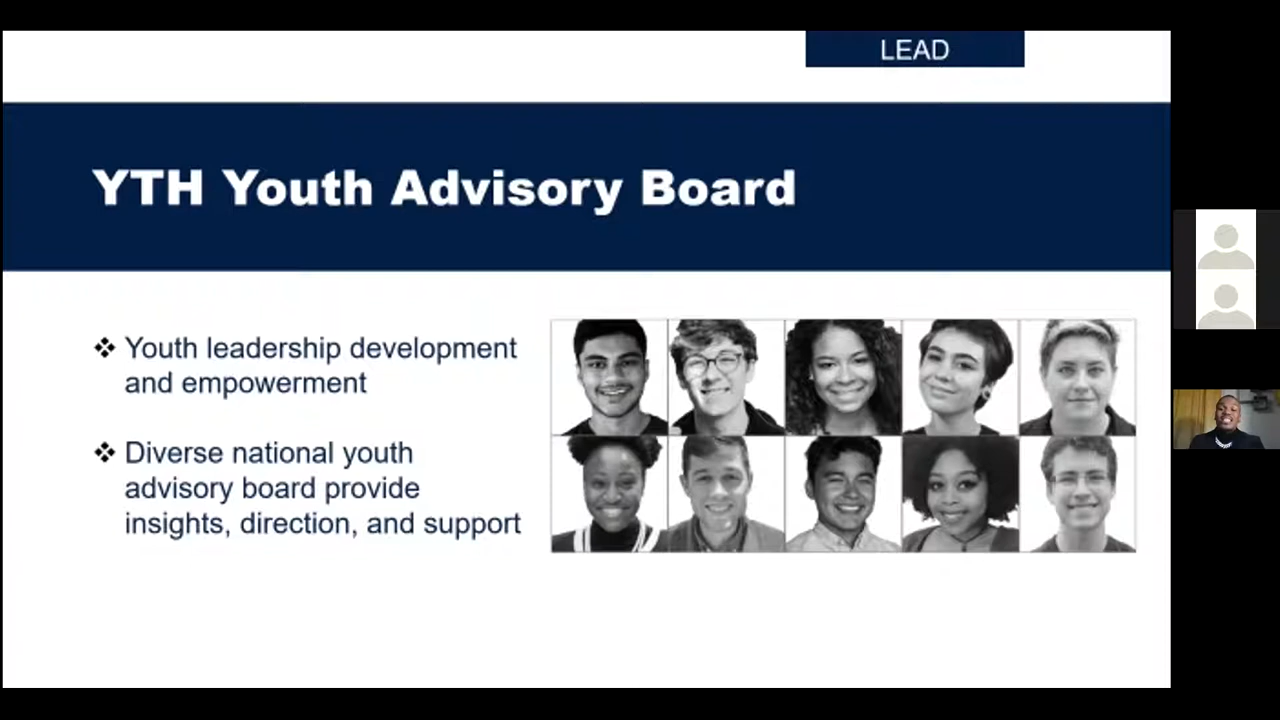 LEAD
YTH Youth Advisory Board
❖ Youth leadership development
and empowerment
❖ Diverse national youth
advisory board provide
insights, direction, and support